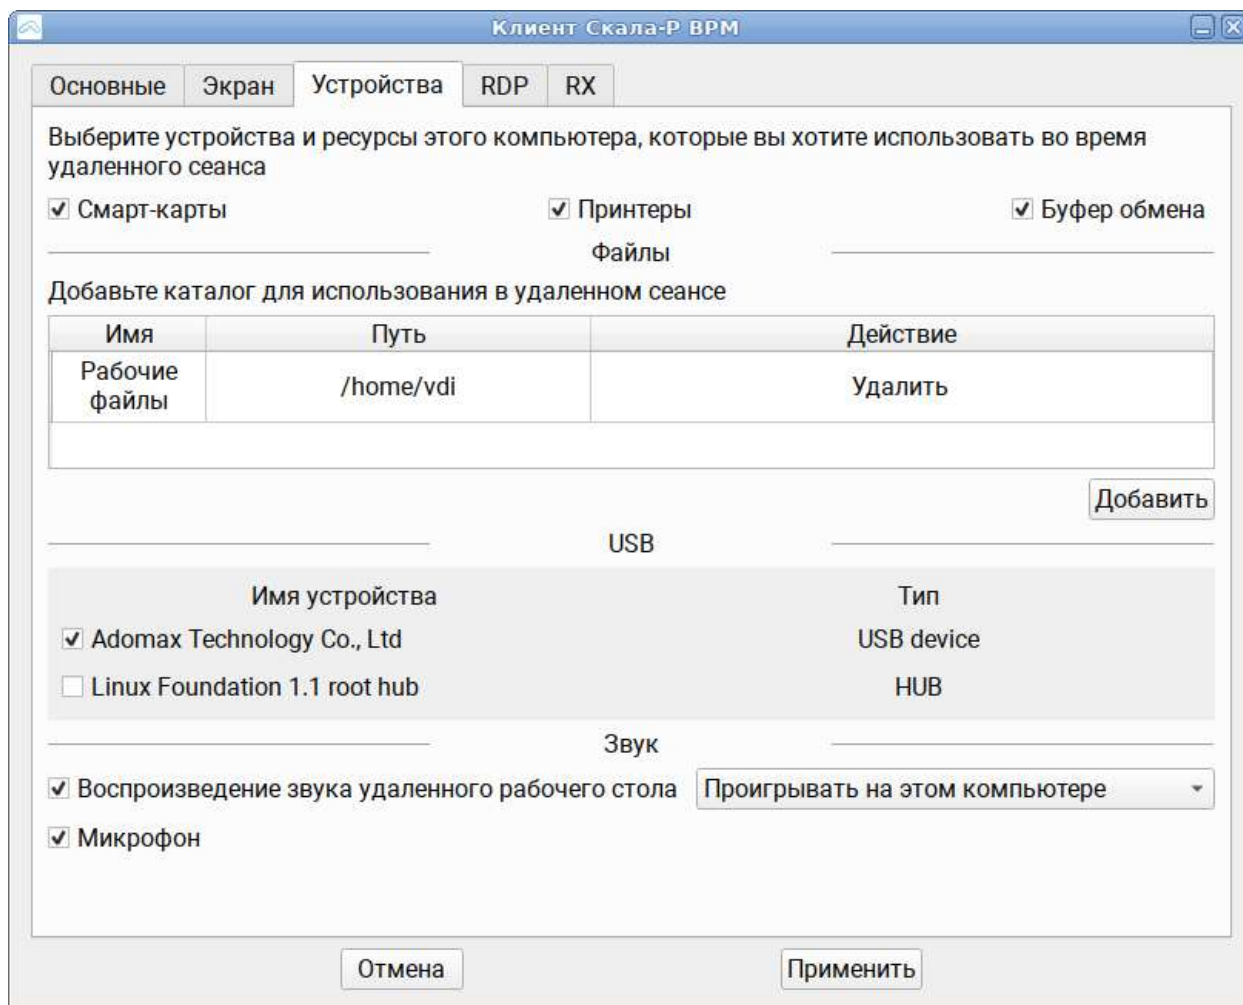 Клиент Скала-Р ВРМ
Основные Экран Устройства RDP RX
Выберите устройства и ресурсы этого компьютера, которые вы хотите использовать во время
удаленного сеанса
Смарт-карты Принтеры Буфер обмена
Файлы
Добавьте каталог для использования в удаленном сеансе
Имя Путь Действие
Рабочие
файлы /home/vdi Удалить
Добавить
USB
Имя устройства Тип
Adomax Technology Co., Ltd USB device
Linux Foundation 1.1 root hub HUB
Звук
Воспроизведение звука удаленного рабочего стола Проигрывать на этом компьютере
Микрофон
Отмена Применить